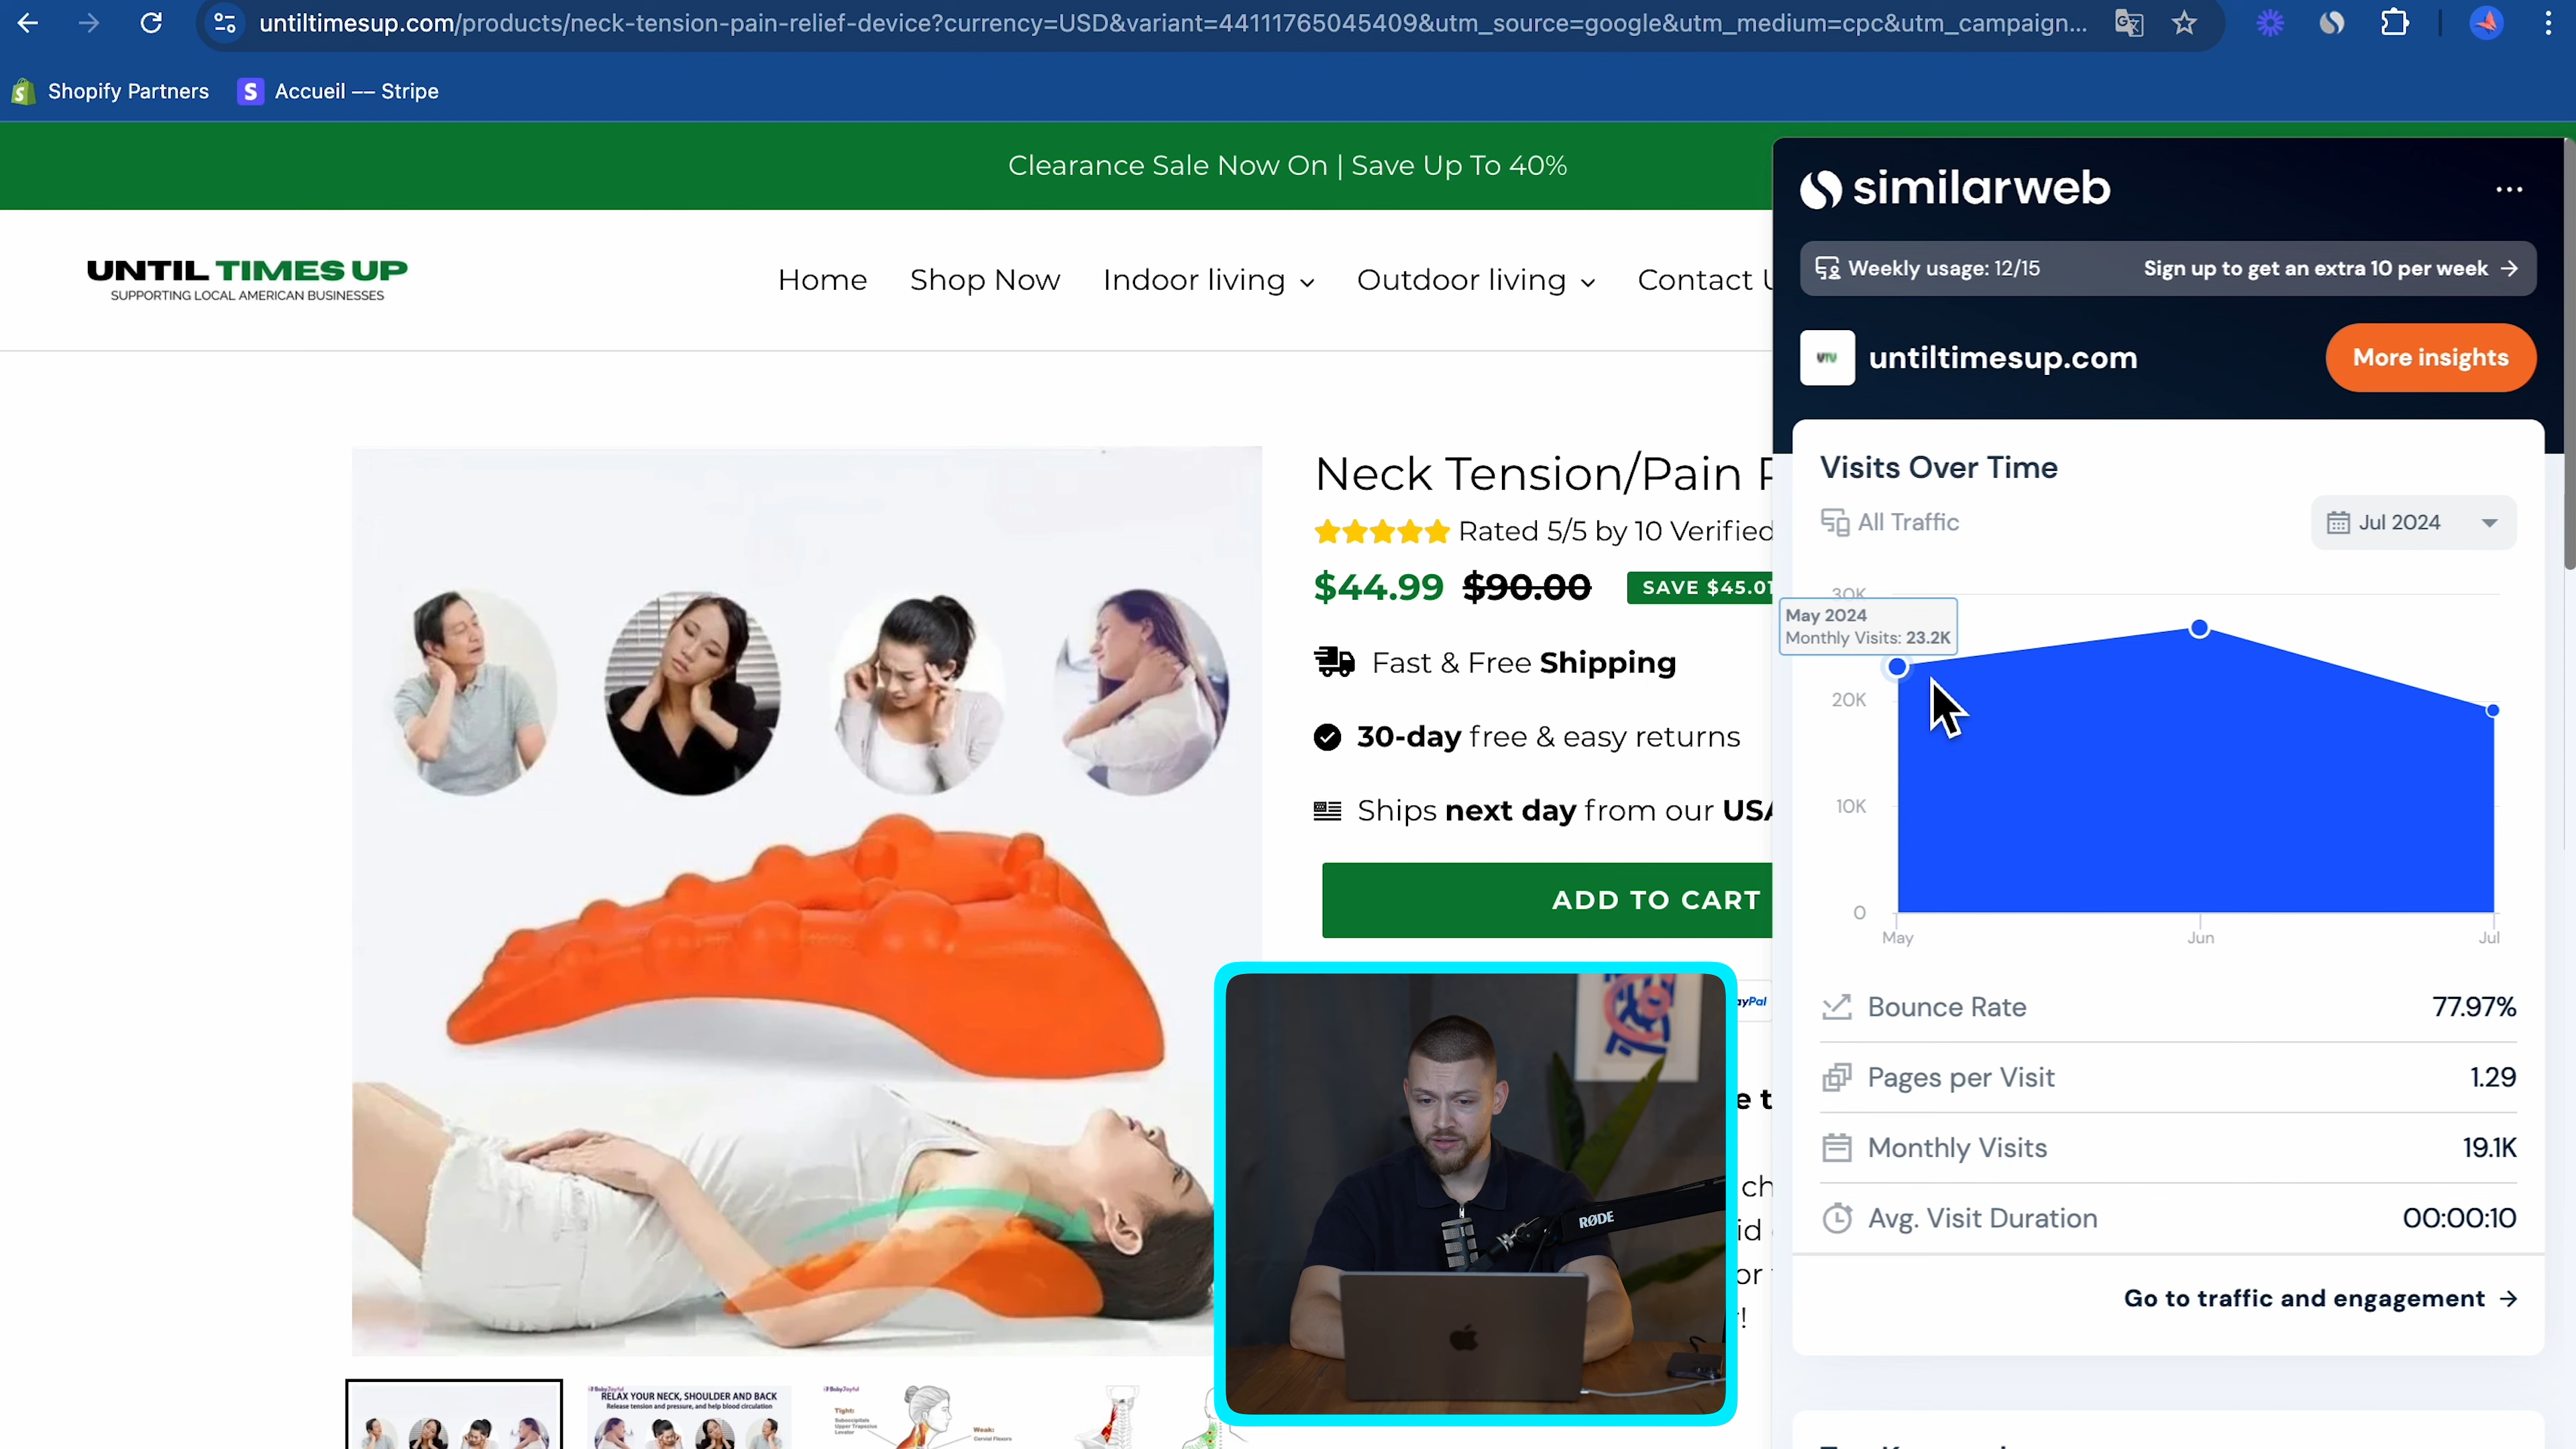 untiltimesup.com/products/neck-tension-pain-relief-device?currency=USD&variant=44111765045409&utm_source=google&utm_medium=cpc&utm_campaign...
Shopify Partners
Accueil — Stripe
Clearance Sale Now On | Save Up To 40%
UNTIL TIMES UP
SUPPORTING LOCAL AMERICAN BUSINESSES
Home
Shop Now
Indoor living
Outdoor living
Contact U
Neck Tension/Pain
Rated 5/5 by 10 Verified
$44.99 $90.00 SAVE $45.01
Fast & Free Shipping
30-day free & easy returns
Ships next day from our USA
ADD TO CART
ayPal
e t
ch
id
or
!
RØDE
RELAX YOUR NECK, SHOULDER AND BACK
Release tension and pressure, and help blood circulation
Tight:
Weak:
similarweb
Weekly usage: 12/15
Sign up to get an extra 10 per week →
untiltimesup.com
More insights
Visits Over Time
All Traffic
Jul 2024
30K
May 2024
Monthly Visits: 23.2K
20K
10K
0
May
Jun
Jul
Bounce Rate 77.97%
Pages per Visit 1.29
Monthly Visits 19.1K
Avg. Visit Duration 00:00:10
Go to traffic and engagement →